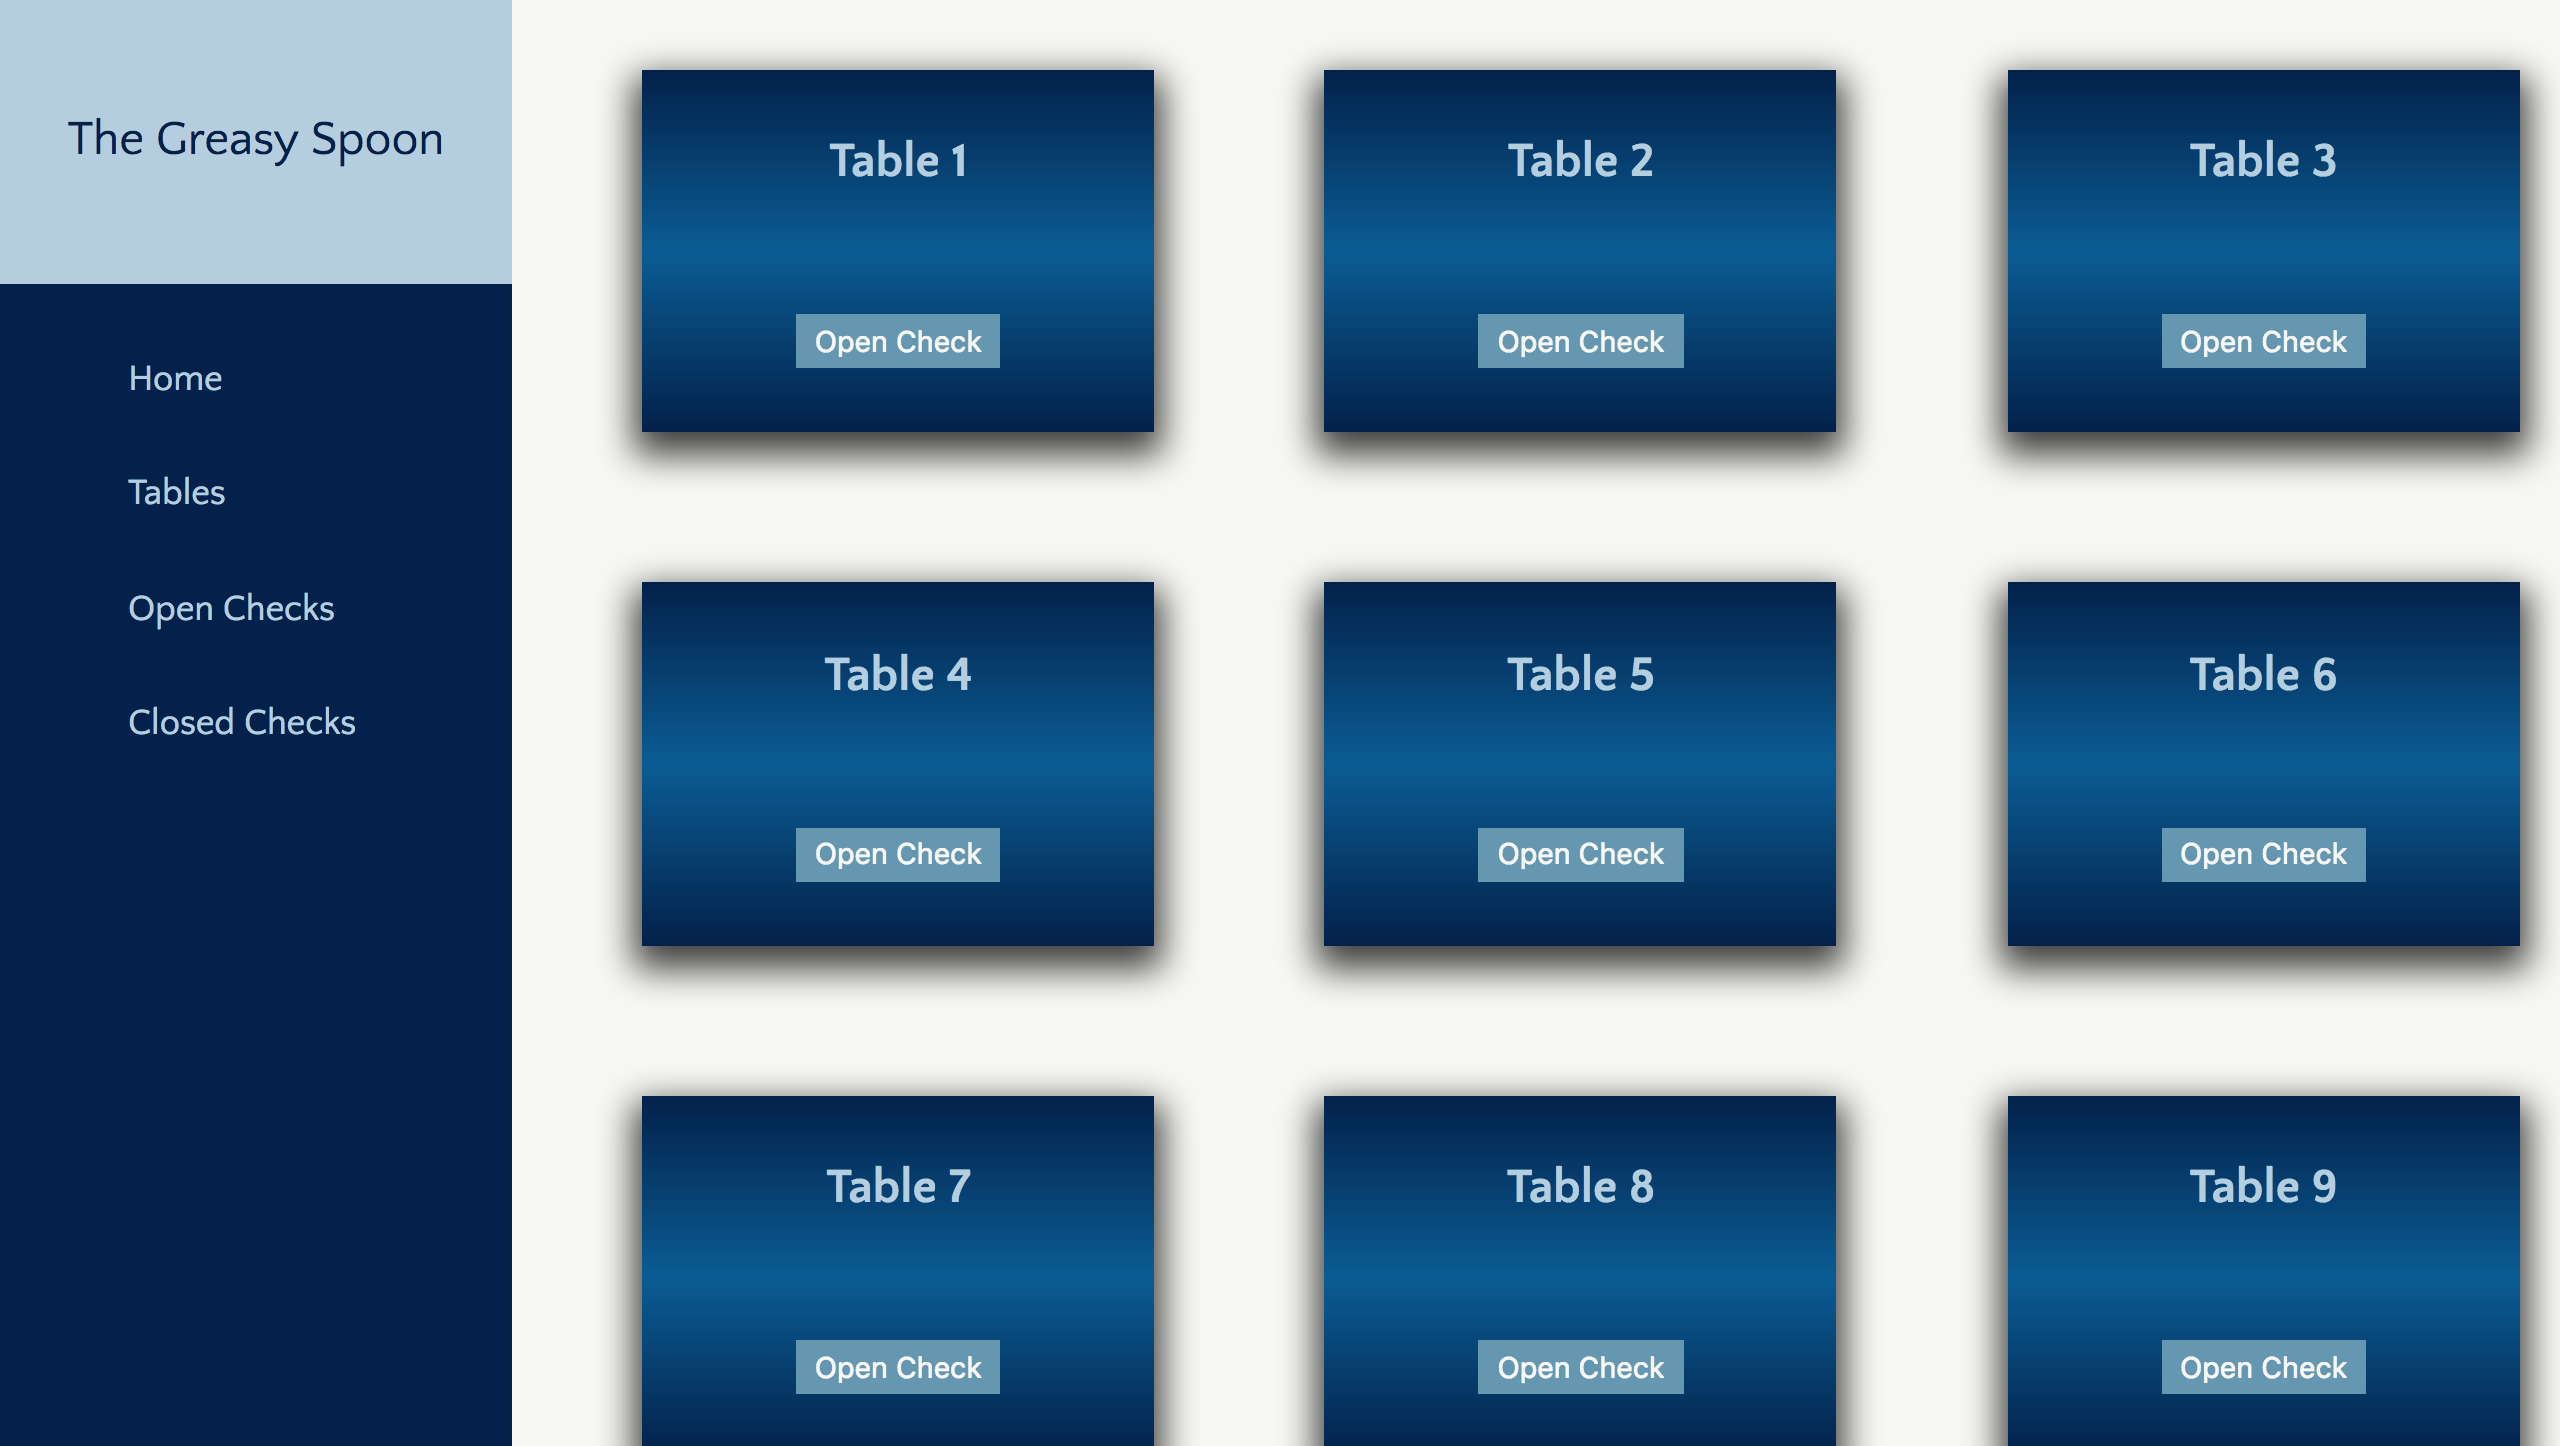 The Greasy Spoon
Home
Tables
Open Checks
Closed Checks
Table 1
Open Check
Table 2
Open Check
Table 3
Open Check
Table 4
Open Check
Table 5
Open Check
Table 6
Open Check
Table 7
Open Check
Table 8
Open Check
Table 9
Open Check